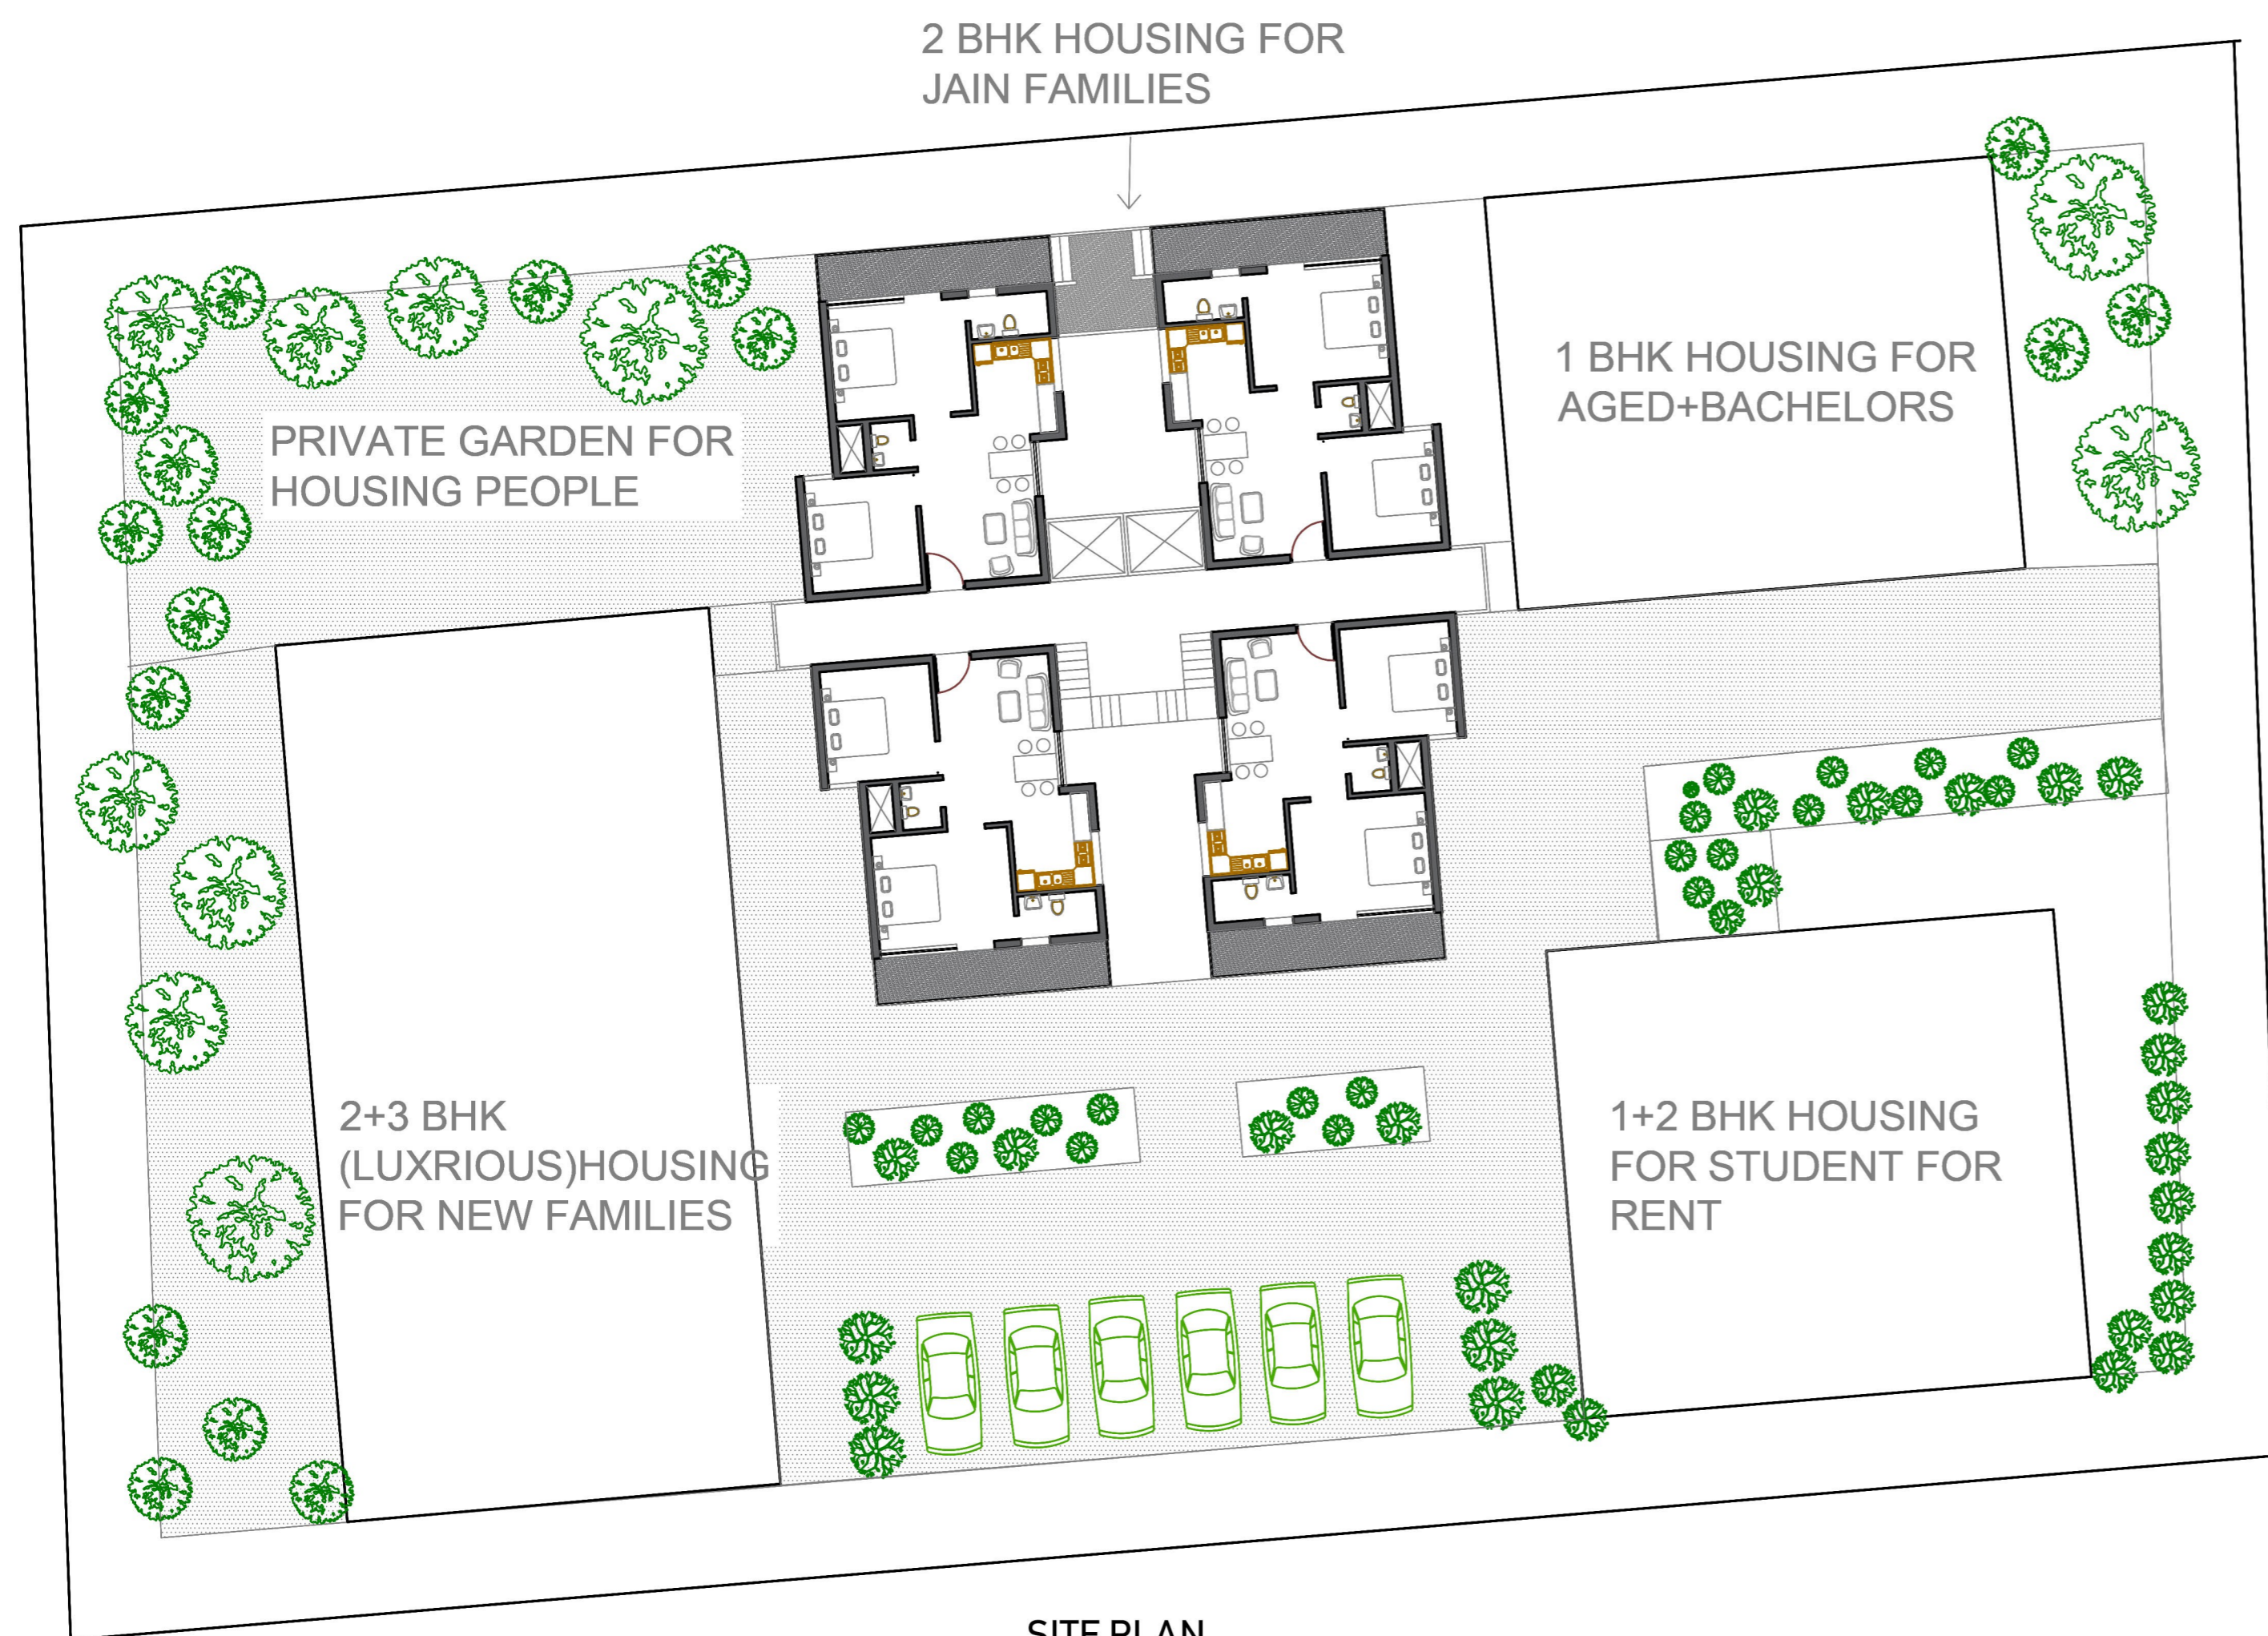 2 BHK HOUSING FOR
JAIN FAMILIES
1 BHK HOUSING FOR
AGED+BACHELORS
PRIVATE GARDEN FOR
HOUSING PEOPLE
2+3 BHK
(LUXRIOUS)HOUSING
FOR NEW FAMILIES
1+2 BHK HOUSING
FOR STUDENT FOR
RENT
SITE PLAN